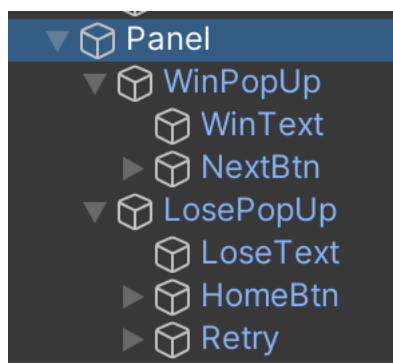 Panel
WinPopUp
WinText
NextBtn
LosePopUp
LoseText
HomeBtn
Retry